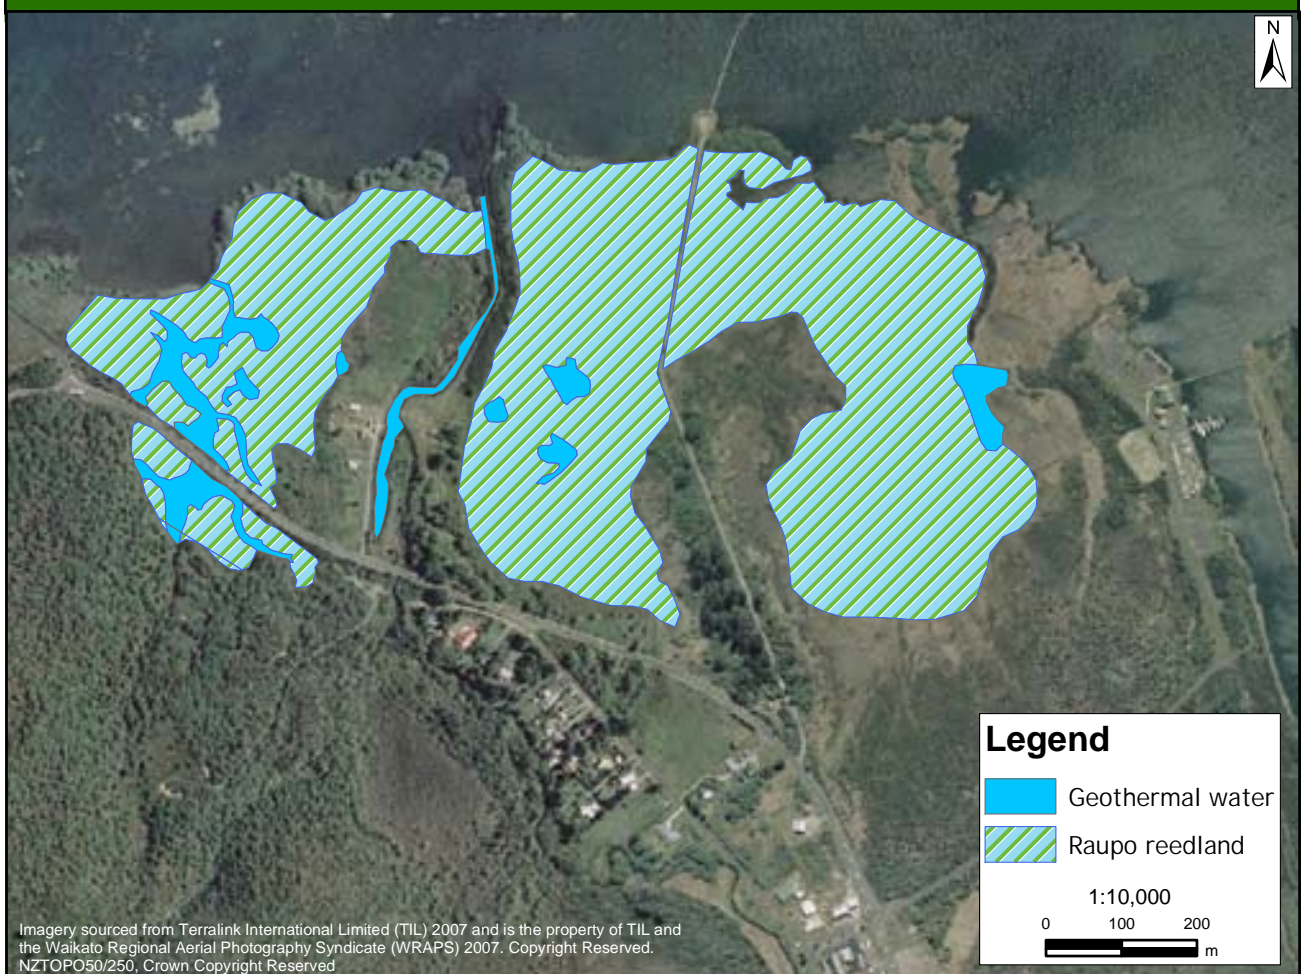 N
Legend
Geothermal water
Raupo reedland
1:10,000
0 100 200
m
Imagery sourced from Terralink International Limited (TIL) 2007 and is the property of TIL and
the Waikato Regional Aerial Photography Syndicate (WRAPS) 2007. Copyright Reserved.
NZTOPO50/250, Crown Copyright Reserved